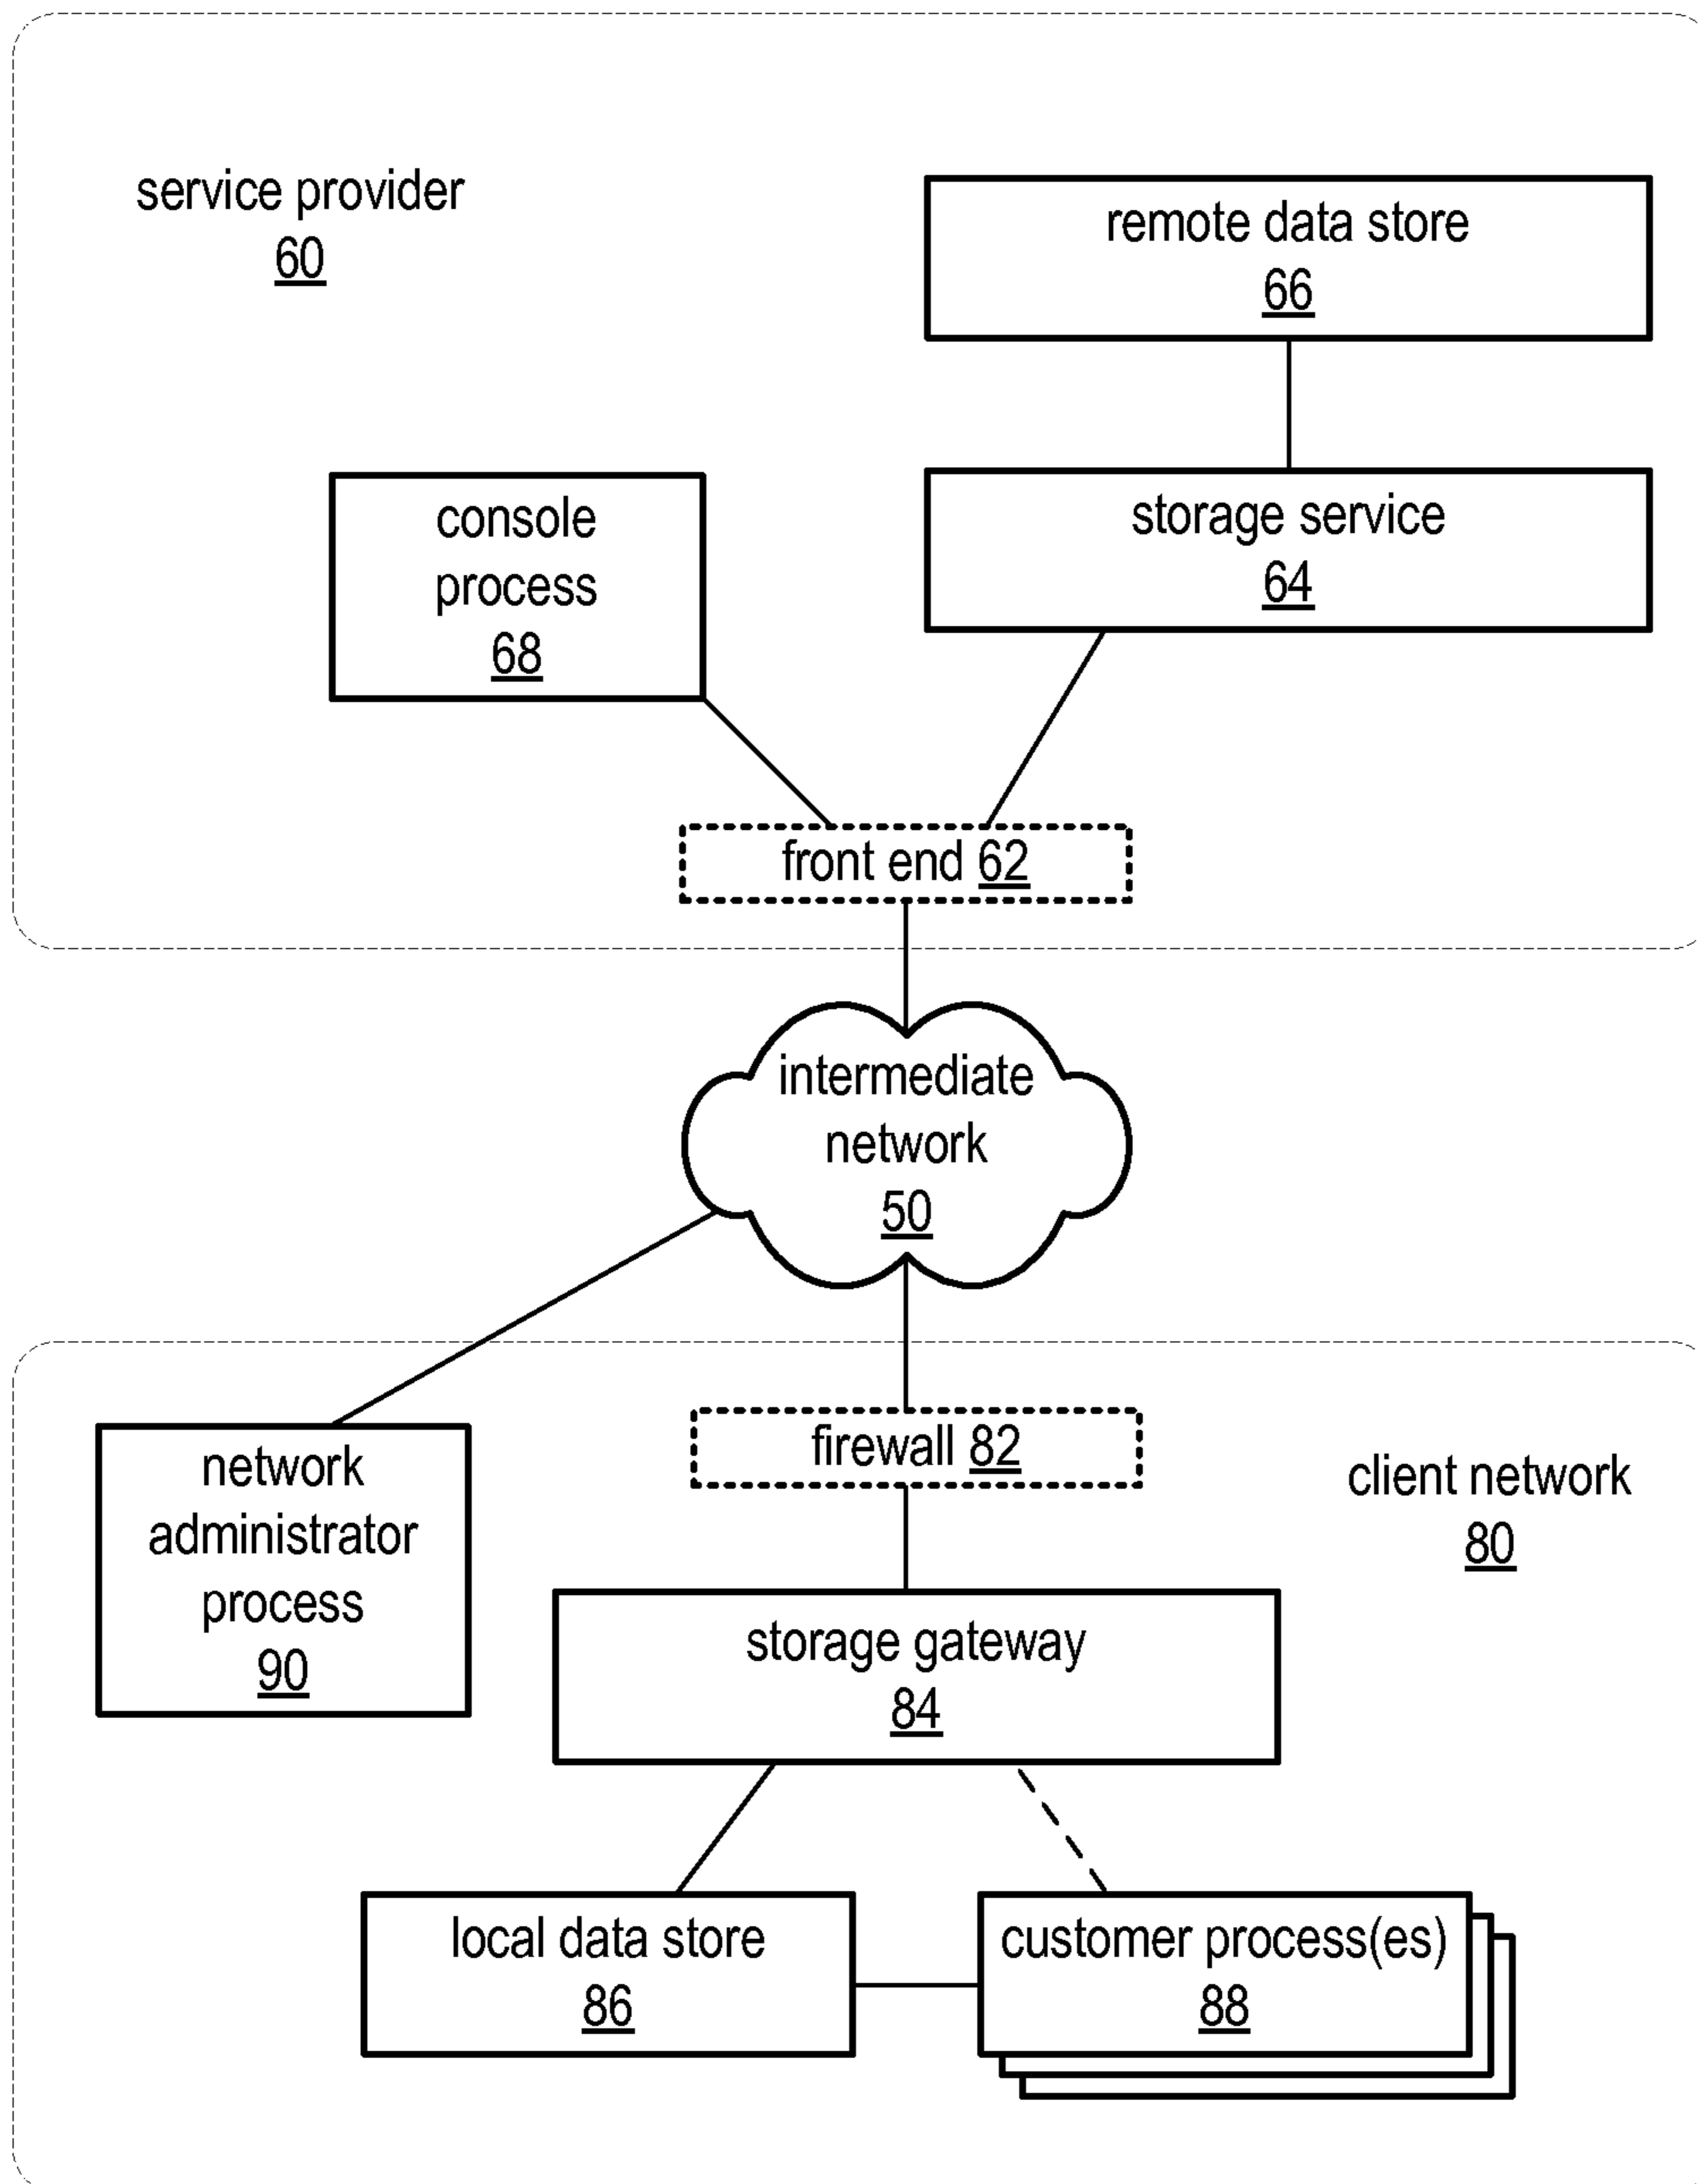 service provider
60
remote data store
66
console
process
68
storage service
64
front end 62
intermediate
network
50
network
administrator
process
90
firewall 82
client network
80
storage gateway
84
local data store
86
customer process(es)
88